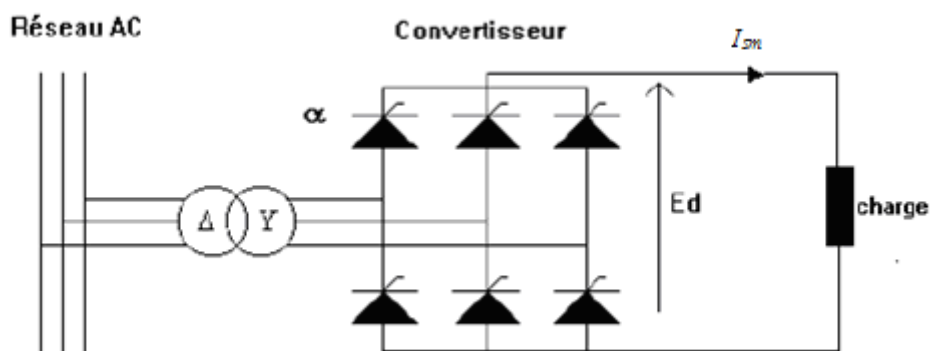 Réseau AC
Convertisseur
Ism
α
Δ Y
Ed
charge